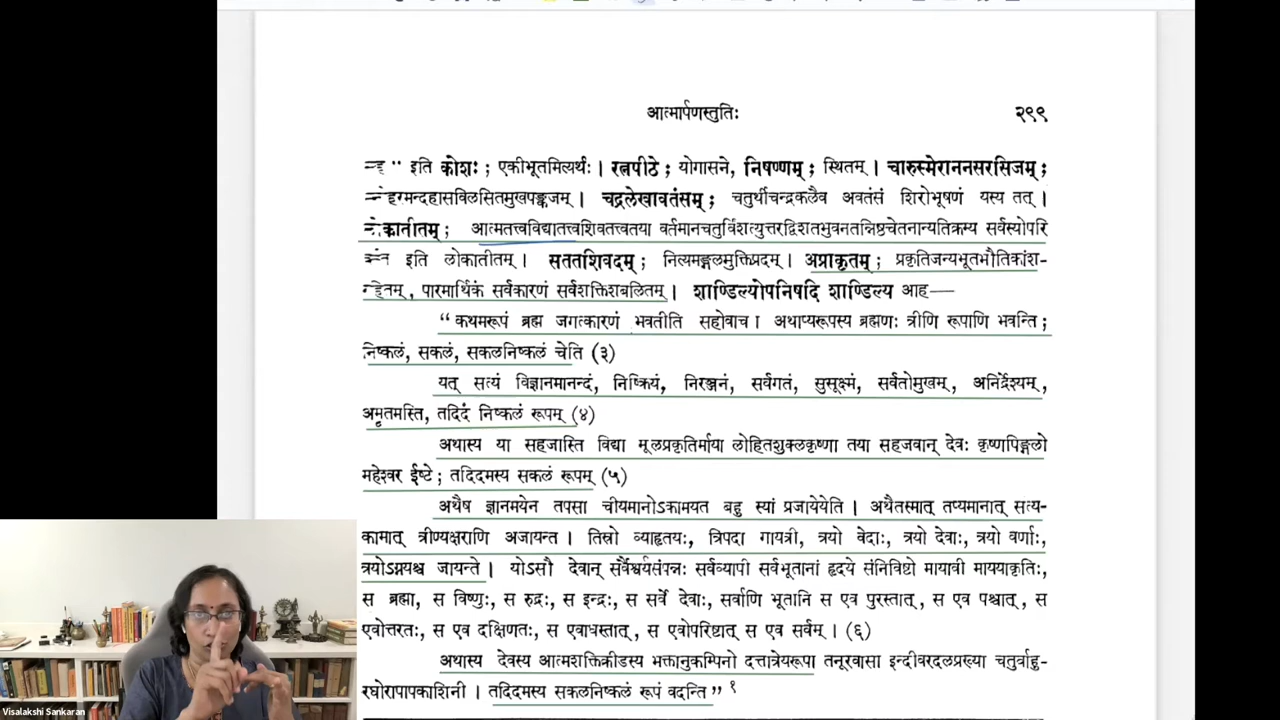 आत्मार्पणस्तुतिः २९९
इति कोशः ; एकीभूतमित्यर्थः । रत्नपीठे ; योगासने, निषण्णम् ; स्थितम् । चारुस्मेराननसरसिजम् ;
हरमन्दहासविलसितमुखपङ्कजम् । चद्रलेखावतंसम् ; चतुर्थीचन्द्रकलैव अवतंसं शिरोभूषणं यस्य तत् ।
आत्मतत्त्वविद्यातत्त्वशिवतत्त्वतया वर्तमानचतुर्विंशत्युत्तरद्विशतभुवनतन्निष्ठचेतनान्यतिक्रम्य सर्वस्योपरि
इति लोकातीतम् । सततशिवदम् ; नित्यमङ्गलमुक्तिप्रदम् । अप्राकृतम् ; प्रकृतिजन्यभूतभौतिकांश-
पारमार्थिकं सर्वकारणं सर्वशक्तिशबलितम् । शाण्डिल्योपनिषदि शाण्डिल्य आह—
“ कथमरूपं ब्रह्म जगत्कारणं भवतीति सहोवाच । अथाप्यरूपस्य ब्रह्मणः त्रीणि रूपाणि भवन्ति ;
निष्कलं, सकलं, सकलनिष्कलं चेति (३)
यत् सत्यं विज्ञानमानन्दं, निष्क्रियं, निरञ्जनं, सर्वगतं, सुसूक्ष्मं, सर्वतोमुखम्, अनिर्द्देश्यम्,
अमृतमस्ति, तदिदं निष्कलं रूपम् (४)
अथास्य या सहजास्ति विद्या मूलप्रकृतिर्माया लोहितशुक्लकृष्णा तया सहजवान् देवः कृष्णपिङ्गलो
महेश्वर ईष्टे ; तदिदमस्य सकलं रूपम् (५)
अथैष ज्ञानमयेन तपसा चीयमानोऽकामयत बहु स्यां प्रजायेयेति । अथैतस्मात् तप्यमानात् सत्य-
कामात् त्रीण्यक्षराणि अजायन्त । तिस्रो व्याहृतयः, त्रिपदा गायत्री, त्रयो वेदाः, त्रयो देवाः, त्रयो वर्णाः,
त्रयोऽग्नयश्च जायन्ते । योऽसौ देवान् सर्वैश्वर्यसंपन्नः सर्वव्यापी सर्वभूतानां हृदये संनिविष्टो मायावी माययाकृतिः,
स ब्रह्मा, स विष्णुः, स रुद्रः, स इन्द्रः, स सर्वे देवाः, सर्वाणि भूतानि स एव पुरस्तात्, स एव पश्चात्, स
एवोत्तरतः, स एव दक्षिणतः, स एवाधस्तात्, स एवोपरिष्टात् स एव सर्वम् । (६)
अथास्य देवस्य आत्मशक्तिक्रीडस्य भक्तानुकम्पिनो दत्तात्रेयरूपा तनूरवासा इन्दीवरदलप्रख्या चतुर्वाहु-
रघोरापापकाशिनी । तदिदमस्य सकलनिष्कलं रूपं वदन्ति ” १
Visalakshi Sankaran